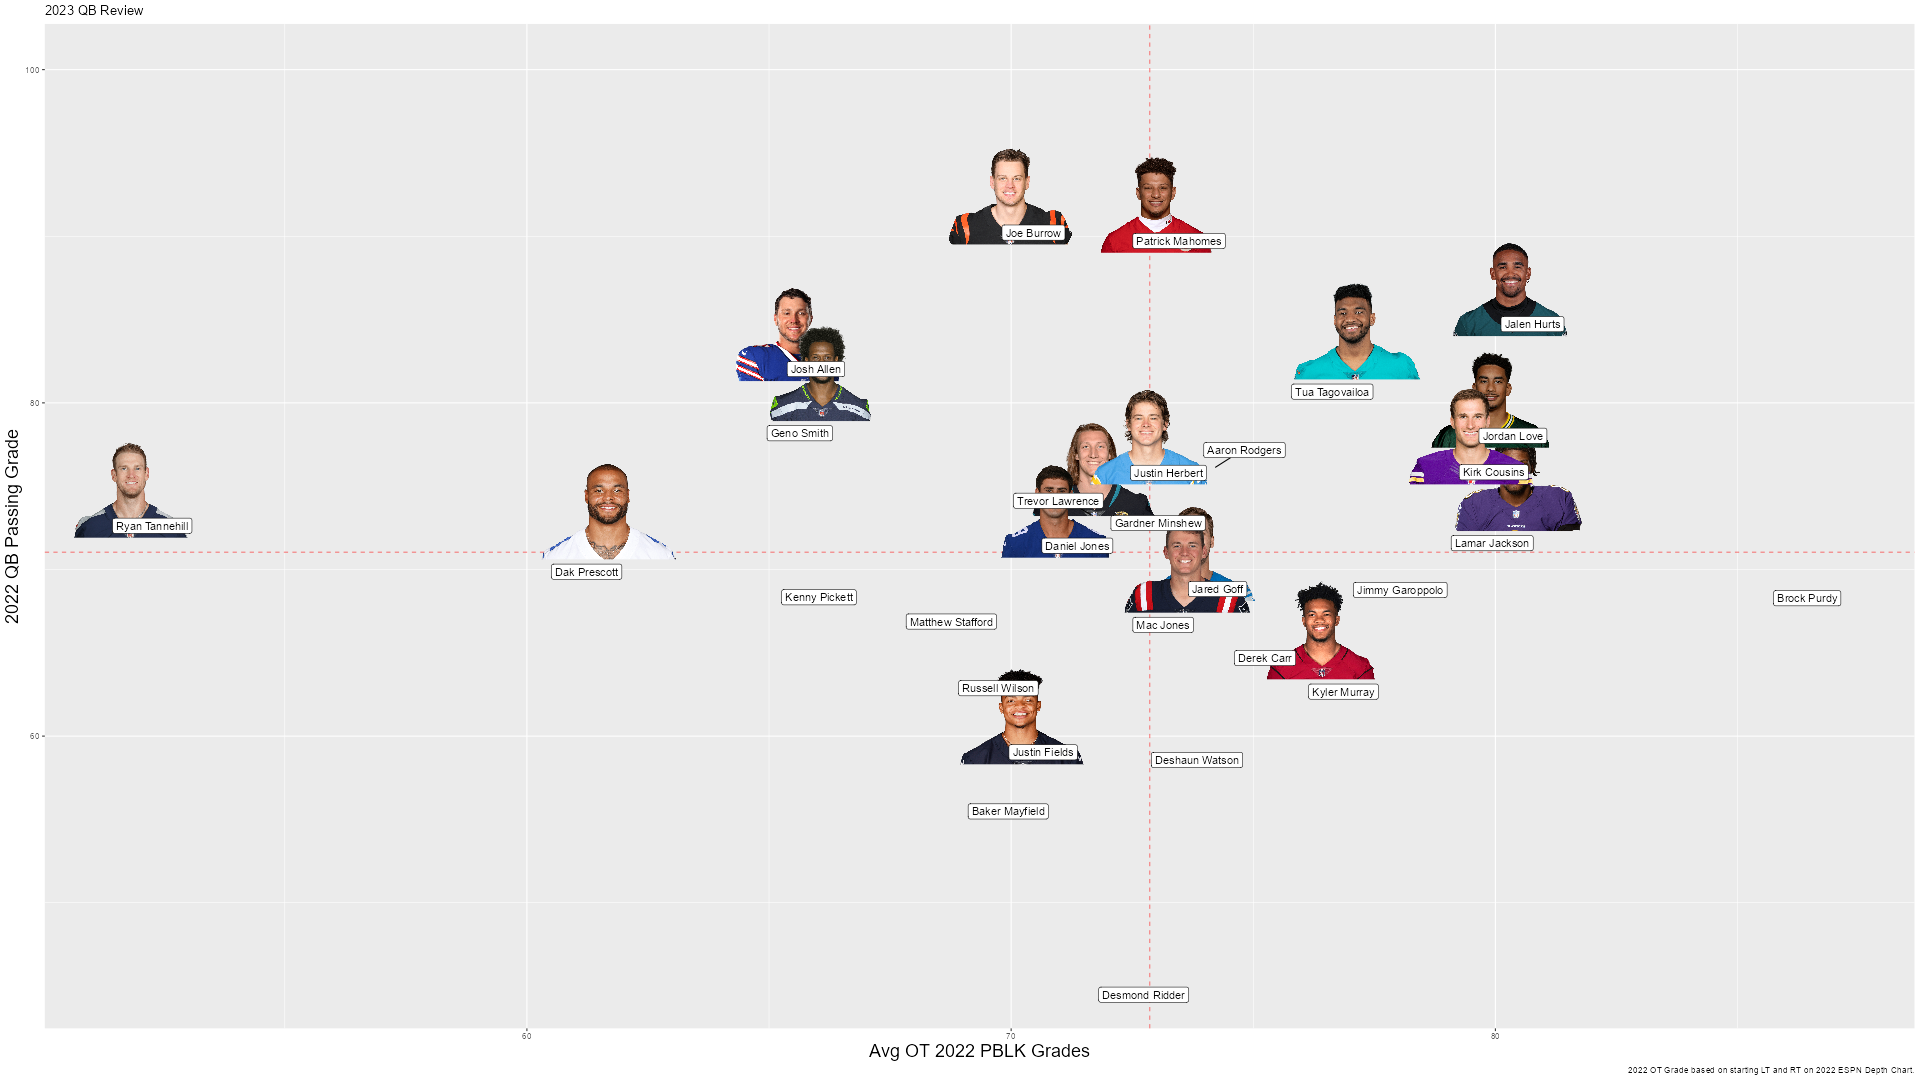 2023 QB Review
100
80
60
2022 QB Passing Grade
Joe Burrow
Patrick Mahomes
Jalen Hurts
Josh Allen
Tua Tagovailoa
Geno Smith
Jordan Love
Aaron Rodgers
Justin Herbert
Kirk Cousins
Trevor Lawrence
Gardner Minshew
Ryan Tannehill
Lamar Jackson
Daniel Jones
Dak Prescott
Jared Goff
Jimmy Garoppolo
Kenny Pickett
Brock Purdy
Matthew Stafford
Mac Jones
Derek Carr
Russell Wilson
Kyler Murray
Justin Fields
Deshaun Watson
Baker Mayfield
Desmond Ridder
60
70
80
Avg OT 2022 PBLK Grades
2022 OT Grade based on starting LT and RT on 2022 ESPN Depth Chart.